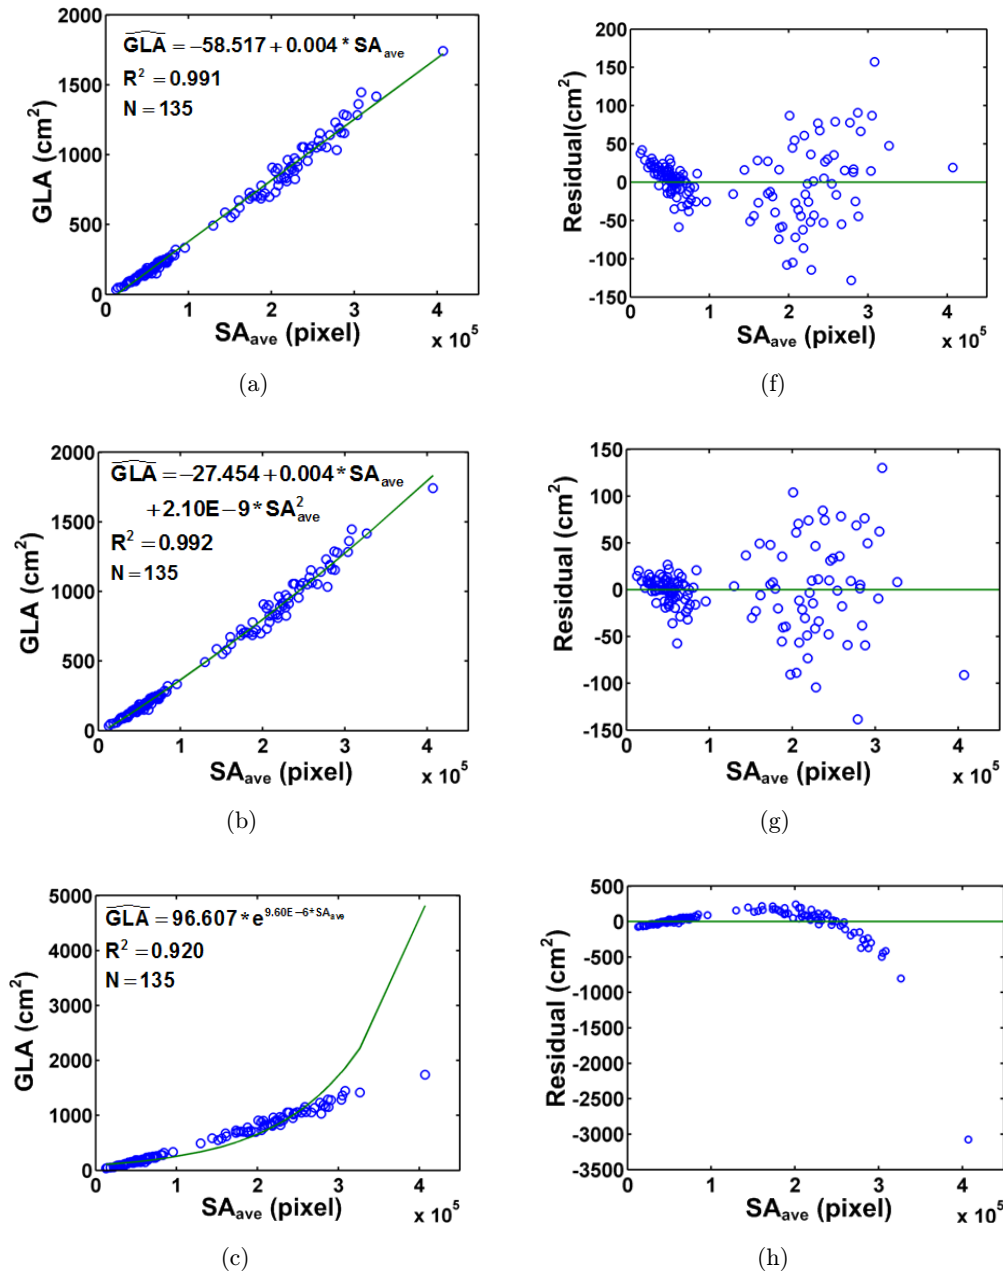 2000
1500
1000
500
0
GLA (cm²)
GLA = −58.517 + 0.004 * SAave
R² = 0.991
N = 135
0 1 2 3 4
SAave (pixel)
x 10⁵
(a)
200
150
100
50
0
-50
-100
-150
Residual(cm²)
0 1 2 3 4
SAave (pixel)
x 10⁵
(f)
2000
1500
1000
500
0
GLA (cm²)
GLA = −27.454 + 0.004 * SAave
+ 2.10E − 9 * SA²ave
R² = 0.992
N = 135
0 1 2 3 4
SAave (pixel)
x 10⁵
(b)
150
100
50
0
-50
-100
-150
Residual (cm²)
0 1 2 3 4
SAave (pixel)
x 10⁵
(g)
5000
4000
3000
2000
1000
0
GLA (cm²)
GLA = 96.607 * e^9.60E−6*SAave
R² = 0.920
N = 135
0 1 2 3 4
SAave (pixel)
x 10⁵
(c)
500
0
-500
-1000
-1500
-2000
-2500
-3000
-3500
Residual (cm²)
0 1 2 3 4
SAave (pixel)
x 10⁵
(h)